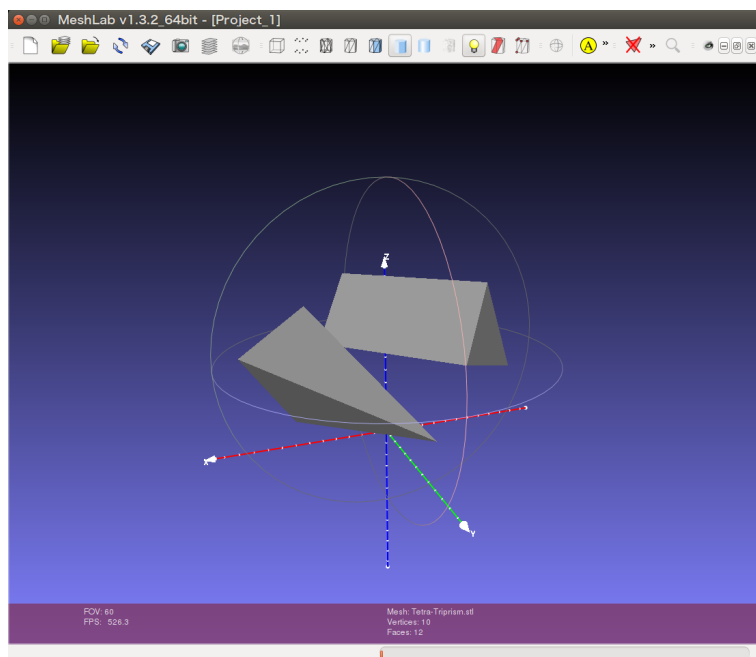 MeshLab v1.3.2_64bit - [Project_1]
A
»
»
Z
X
Y
FOV: 60
FPS: 526.3
Mesh: Tetra-Triprism.stl
Vertices: 10
Faces: 12